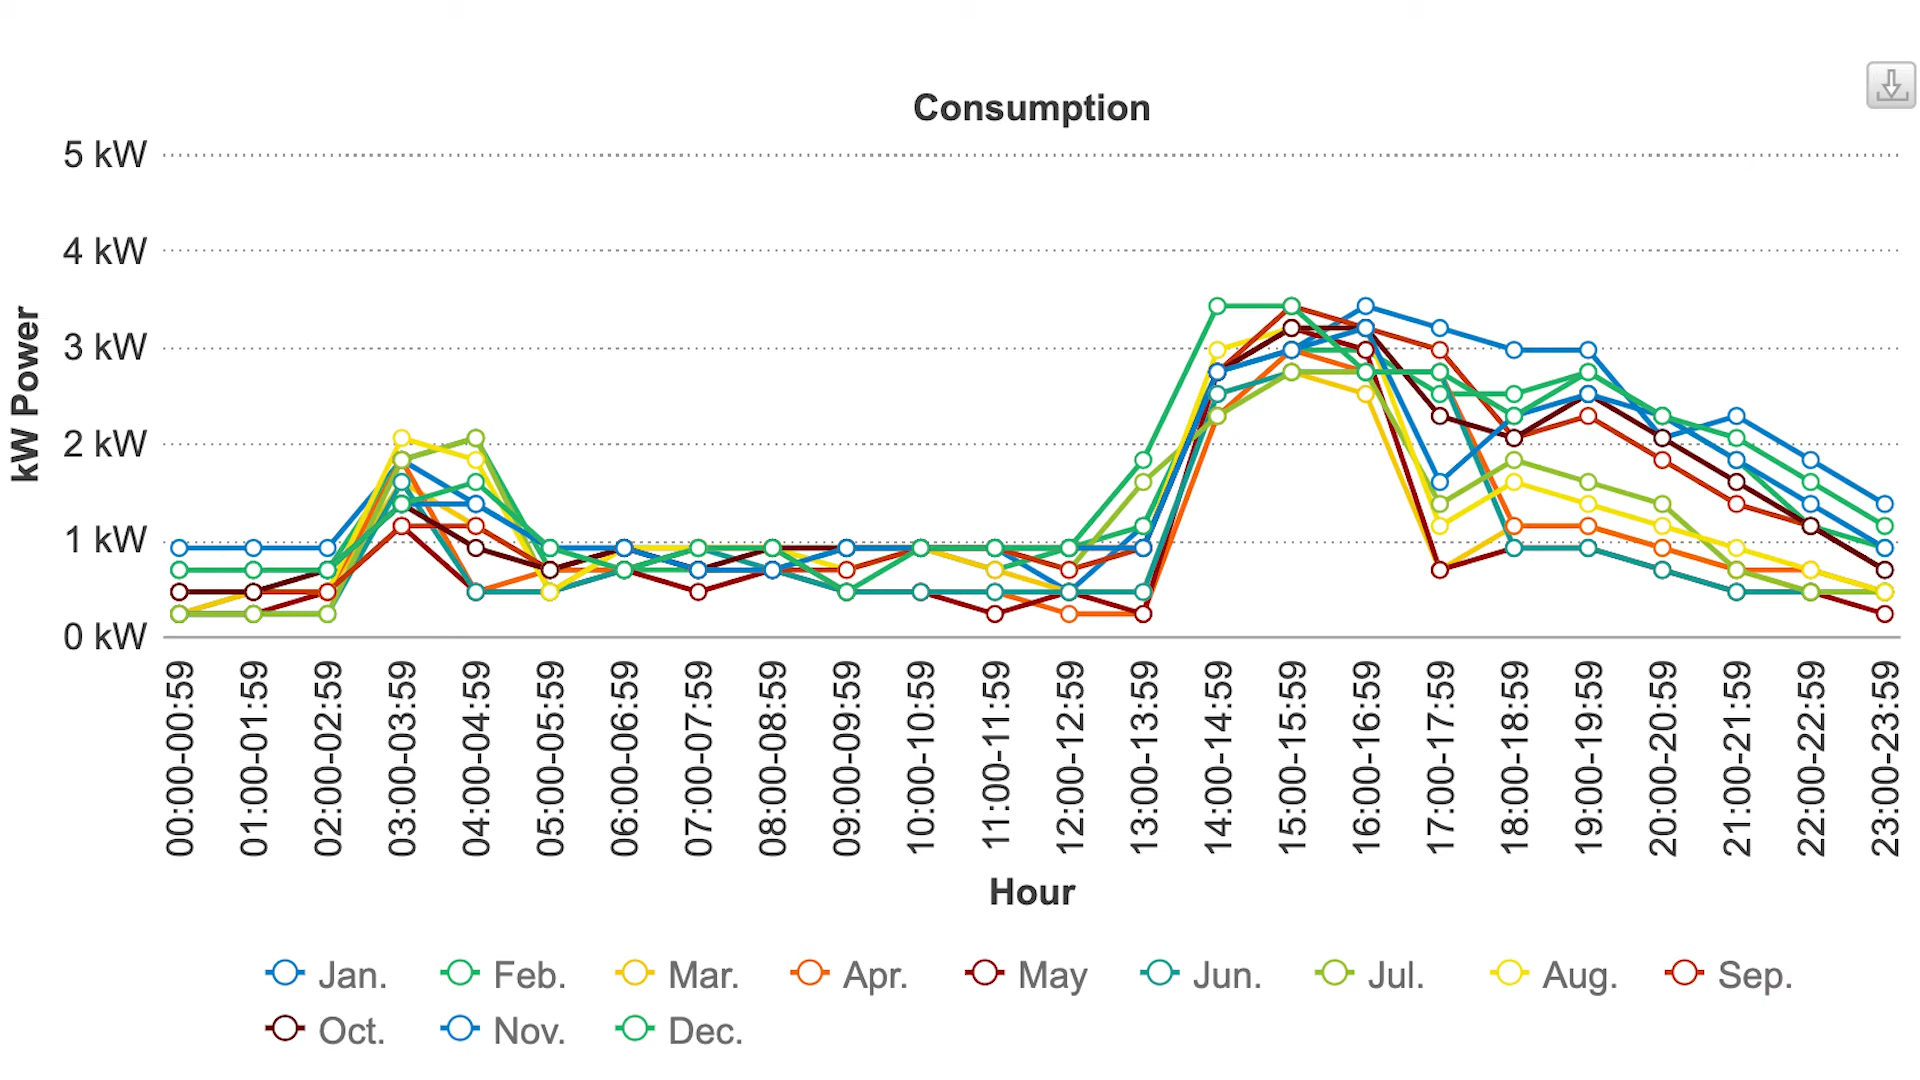 Consumption
5 kW
4 kW
3 kW
2 kW
1 kW
0 kW
kW Power
00:00-00:59
01:00-01:59
02:00-02:59
03:00-03:59
04:00-04:59
05:00-05:59
06:00-06:59
07:00-07:59
08:00-08:59
09:00-09:59
10:00-10:59
11:00-11:59
12:00-12:59
13:00-13:59
14:00-14:59
15:00-15:59
16:00-16:59
17:00-17:59
18:00-18:59
19:00-19:59
20:00-20:59
21:00-21:59
22:00-22:59
23:00-23:59
Hour
Jan. Feb. Mar. Apr. May Jun. Jul. Aug. Sep.
Oct. Nov. Dec.